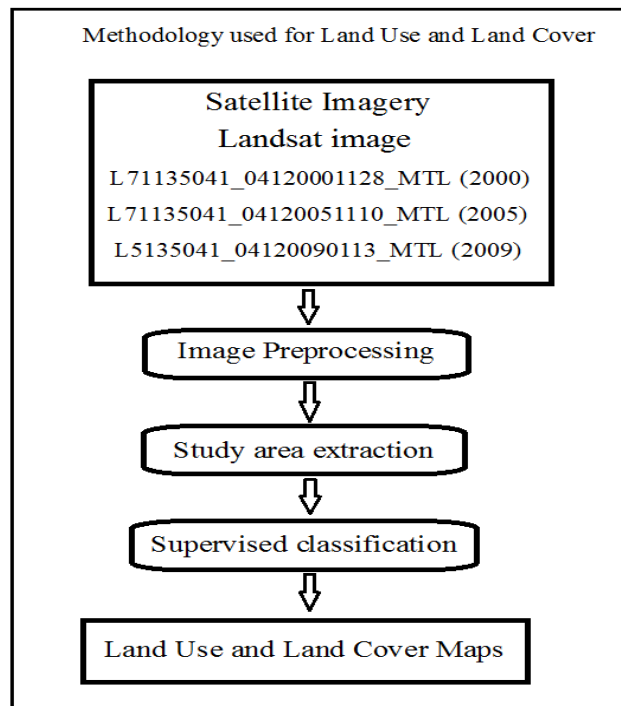 Methodology used for Land Use and Land Cover
Satellite Imagery
Landsat image
L71135041_04120001128_MTL (2000)
L71135041_04120051110_MTL (2005)
L5135041_04120090113_MTL (2009)
Image Preprocessing
Study area extraction
Supervised classification
Land Use and Land Cover Maps